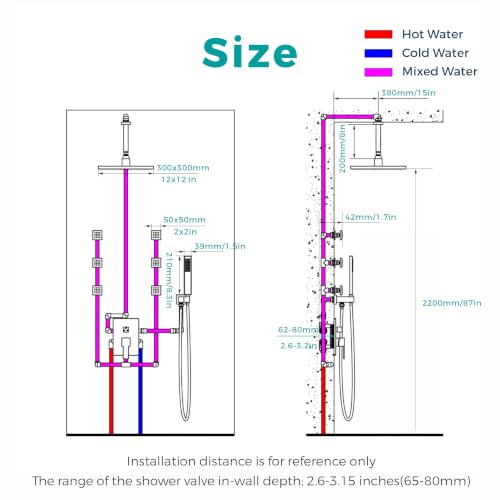 Size
Hot Water
Cold Water
Mixed Water
380mm/15in
200mm/8in
300x300mm
12x12 in
50x50mm
2x2in
39mm/1.5in
210mm/8.3in
42mm/1.7in
2200mm/87in
62-80mm
2.6-3.2in
Installation distance is for reference only
The range of the shower valve in-wall depth: 2.6-3.15 inches(65-80mm)